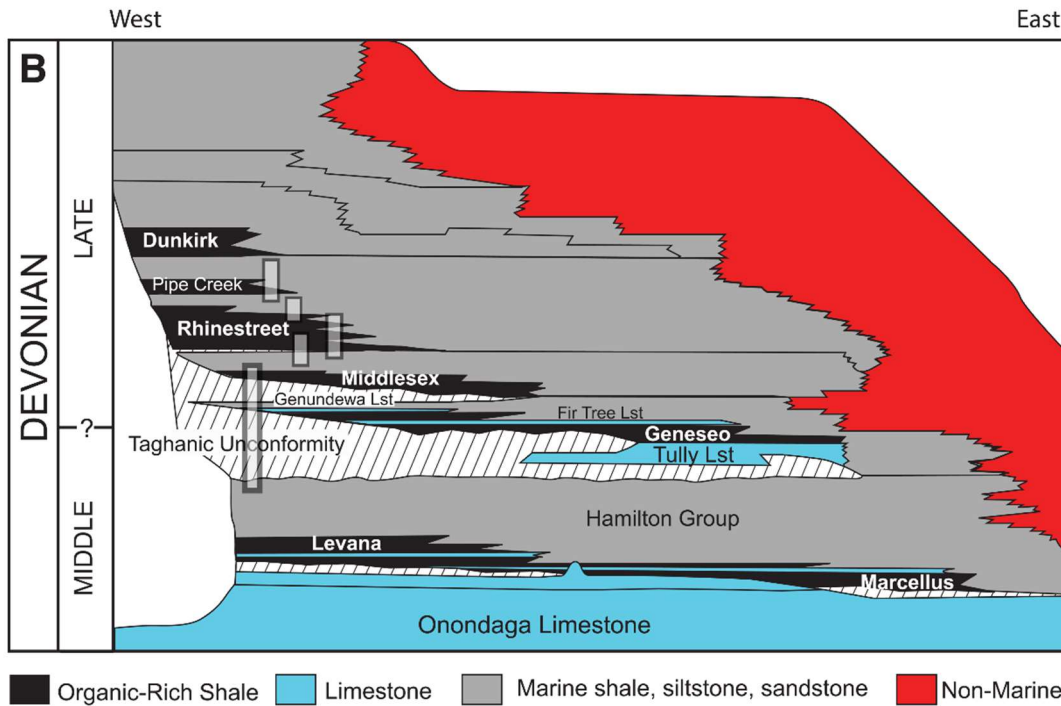 West
East
B
DEVONIAN
LATE
?
MIDDLE
Dunkirk
Pipe Creek
Rhinestreet
Middlesex
Genundewa Lst
Fir Tree Lst
Geneseo
Taghanic Unconformity
Tully Lst
Hamilton Group
Levana
Marcellus
Onondaga Limestone
Organic-Rich Shale
Limestone
Marine shale, siltstone, sandstone
Non-Marine